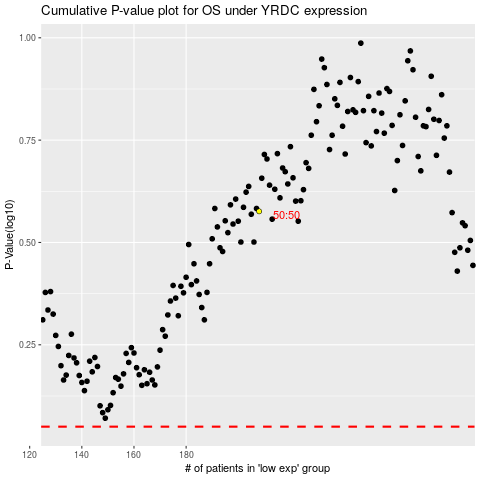 Cumulative P-value plot for OS under YRDC expression
P-Value(log10)
1.00
0.75
0.50
0.25
50:50
120 140 160 180
# of patients in 'low exp' group